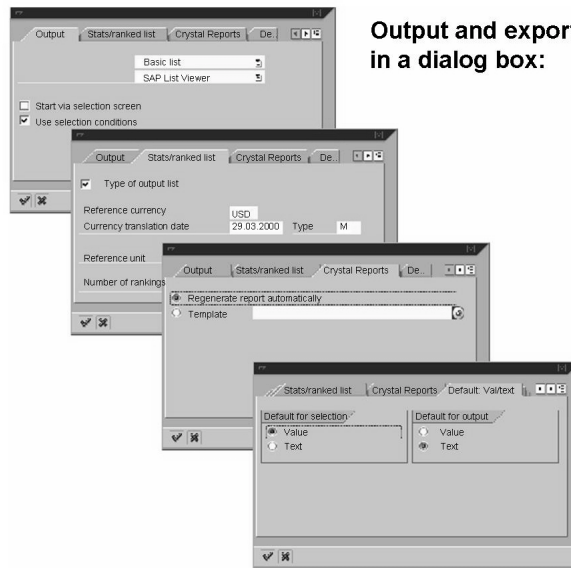 Output and export
in a dialog box:
Output Stats/ranked list Crystal Reports De..
Basic list
SAP List Viewer
Start via selection screen
Use selection conditions
Output Stats/ranked list Crystal Reports De..
Type of output list
Reference currency USD
Currency translation date 29.03.2000 Type M
Reference unit
Number of rankings
Output Stats/ranked list Crystal Reports De..
Regenerate report automatically
Template
Stats/ranked list Crystal Reports Default: Val/text
Default for selection Default for output
Value Value
Text Text